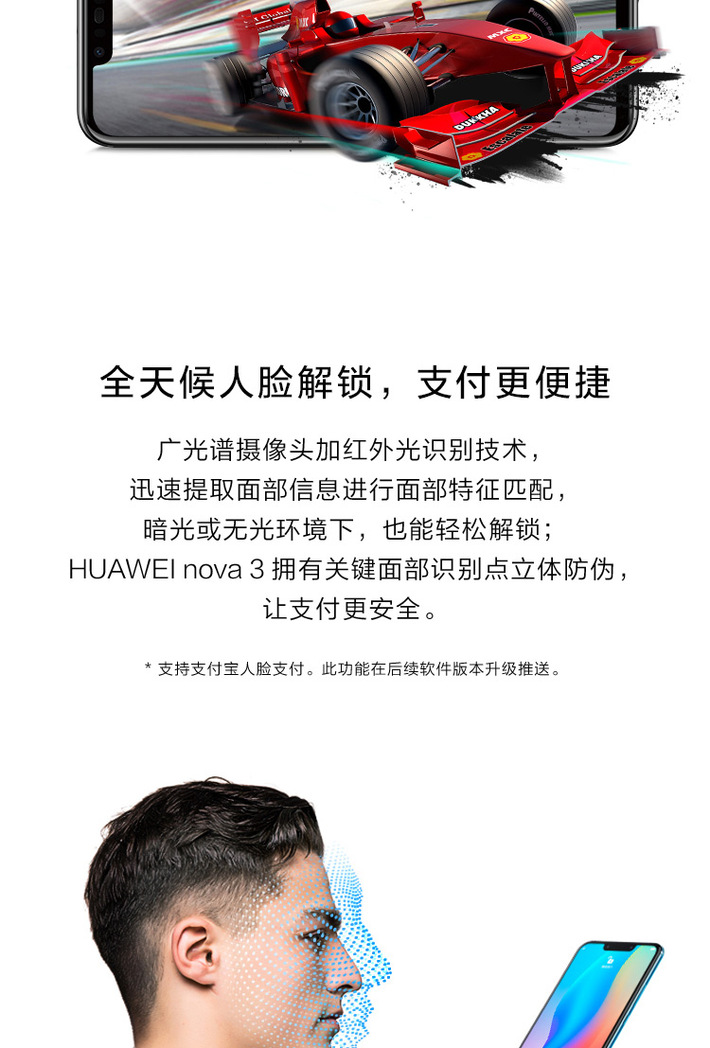 DURKHA
DURKHA
全天候人脸解锁，支付更便捷
广光谱摄像头加红外光识别技术，
迅速提取面部信息进行面部特征匹配，
暗光或无光环境下，也能轻松解锁；
HUAWEI nova 3 拥有关键面部识别点立体防伪，
让支付更安全。
* 支持支付宝人脸支付。此功能在后续软件版本升级推送。